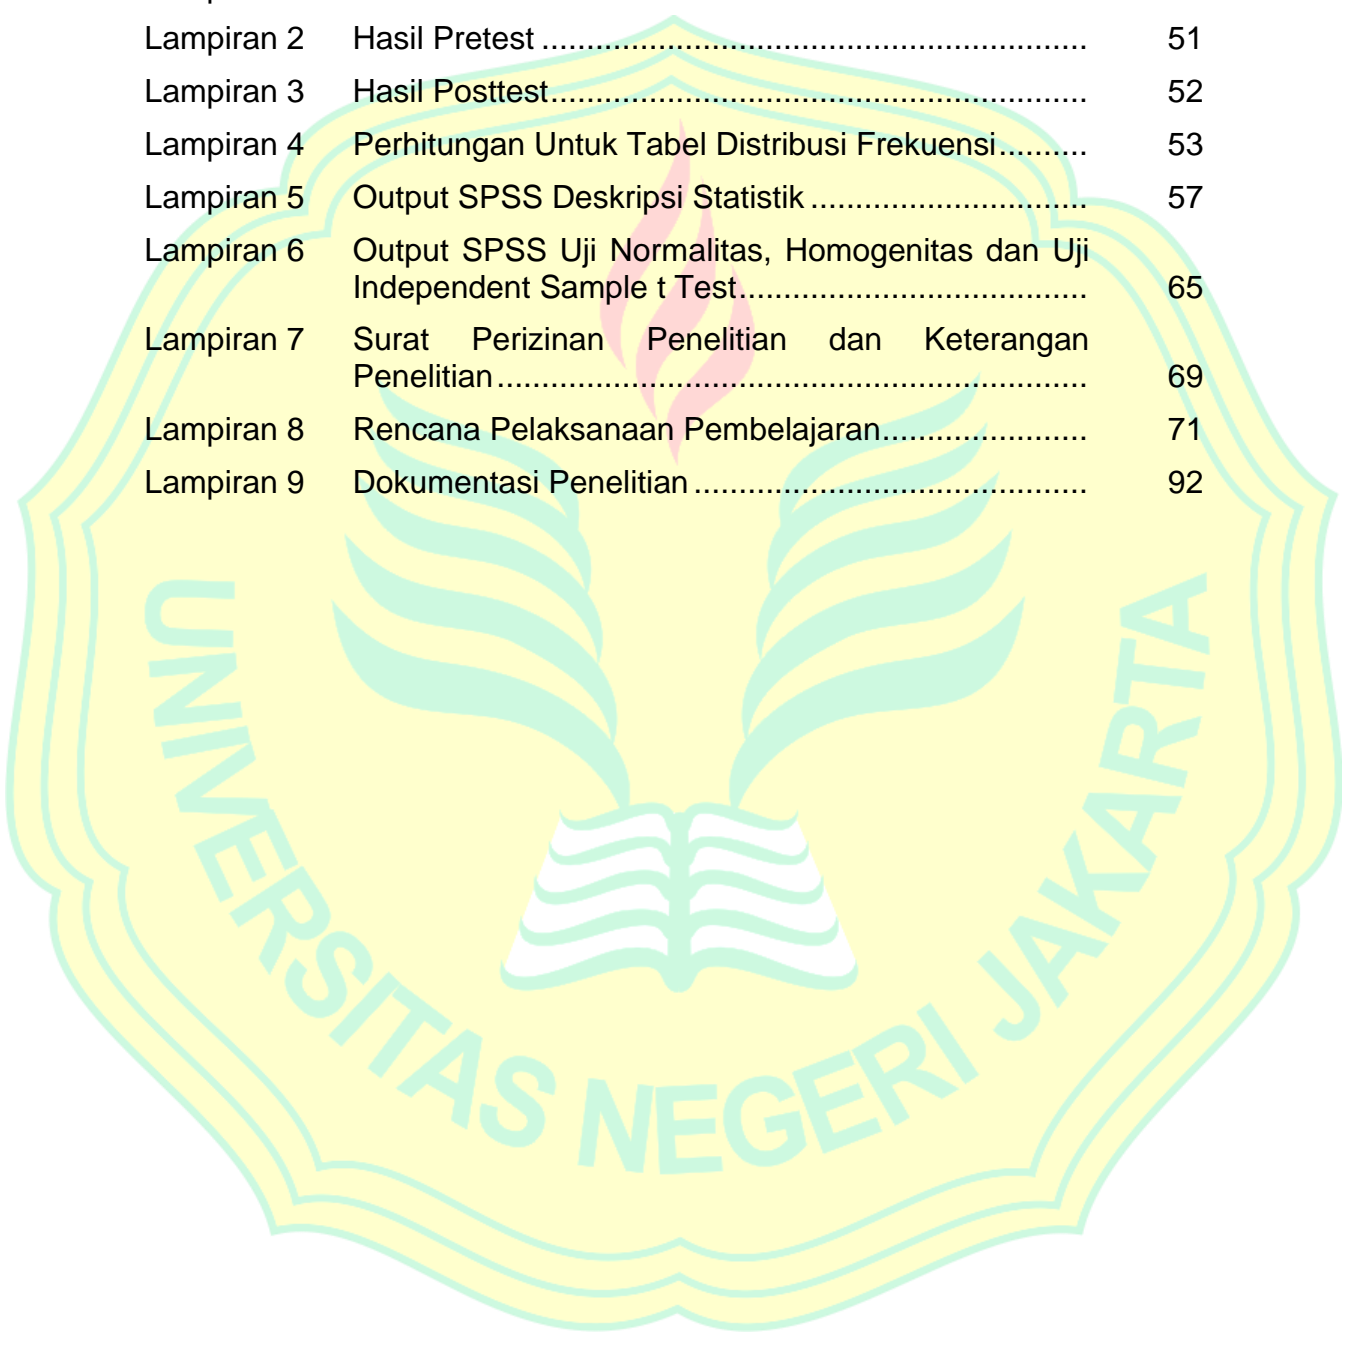 Lampiran 2 Hasil Pretest ............................................................. 51
Lampiran 3 Hasil Posttest............................................................ 52
Lampiran 4 Perhitungan Untuk Tabel Distribusi Frekuensi.......... 53
Lampiran 5 Output SPSS Deskripsi Statistik ............................... 57
Lampiran 6 Output SPSS Uji Normalitas, Homogenitas dan Uji
Independent Sample t Test....................................... 65
Lampiran 7 Surat Perizinan Penelitian dan Keterangan
Penelitian.................................................................. 69
Lampiran 8 Rencana Pelaksanaan Pembelajaran....................... 71
Lampiran 9 Dokumentasi Penelitian ............................................ 92
UNIVERSITAS NEGERI JAKARTA